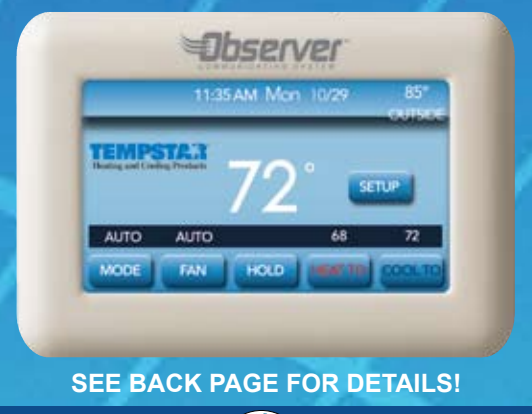 Observer
COMMUNICATING SYSTEM
11:35 AM Mon 10/29 85°
OUTSIDE
TEMPSTAR
Heating and Cooling Products
72°
SETUP
AUTO AUTO 68 72
MODE FAN HOLD HEAT TO COOL TO
SEE BACK PAGE FOR DETAILS!